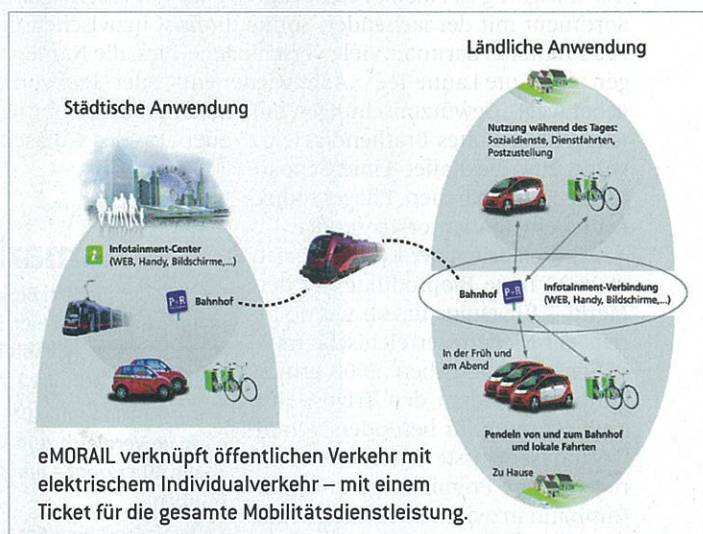 Städtische Anwendung
Infotainment-Center
(WEB, Handy, Bildschirme,...)
P+R
Bahnhof
Ländliche Anwendung
Nutzung während des Tages:
Sozialdienste, Dienstfahrten,
Postzustellung
Bahnhof
P+R
Infotainment-Verbindung
(WEB, Handy, Bildschirme,...)
In der Früh und
am Abend
Pendeln von und zum Bahnhof
und lokale Fahrten
Zu Hause
eMORAIL verknüpft öffentlichen Verkehr mit
elektrischem Individualverkehr – mit einem
Ticket für die gesamte Mobilitätsdienstleistung.